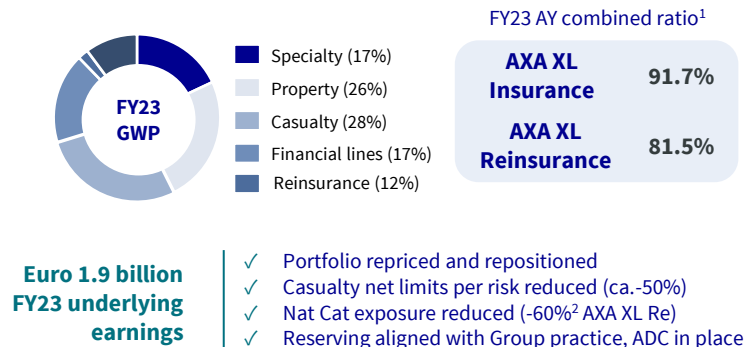 FY23 AY combined ratio1
FY23
GWP
Specialty (17%)
Property (26%)
Casualty (28%)
Financial lines (17%)
Reinsurance (12%)
AXA XL
Insurance
91.7%
AXA XL
Reinsurance
81.5%
Euro 1.9 billion
FY23 underlying
earnings
✓ Portfolio repriced and repositioned
✓ Casualty net limits per risk reduced (ca.-50%)
✓ Nat Cat exposure reduced (-60%2 AXA XL Re)
✓ Reserving aligned with Group practice, ADC in place